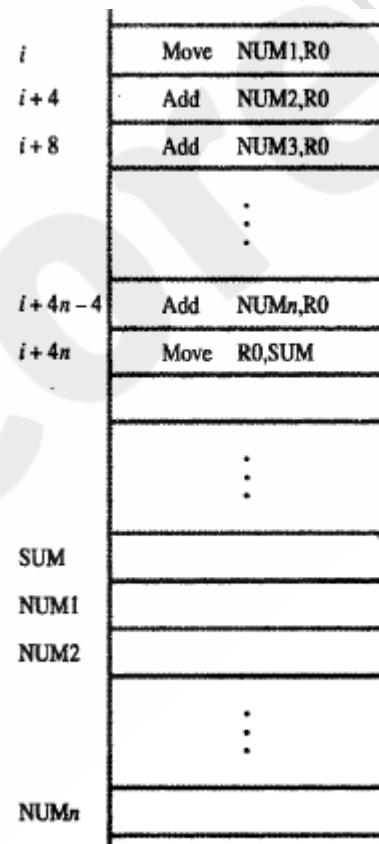 i Move NUM1,R0
i + 4 Add NUM2,R0
i + 8 Add NUM3,R0
i + 4n – 4 Add NUMn,R0
i + 4n Move R0,SUM
SUM
NUM1
NUM2
NUMn